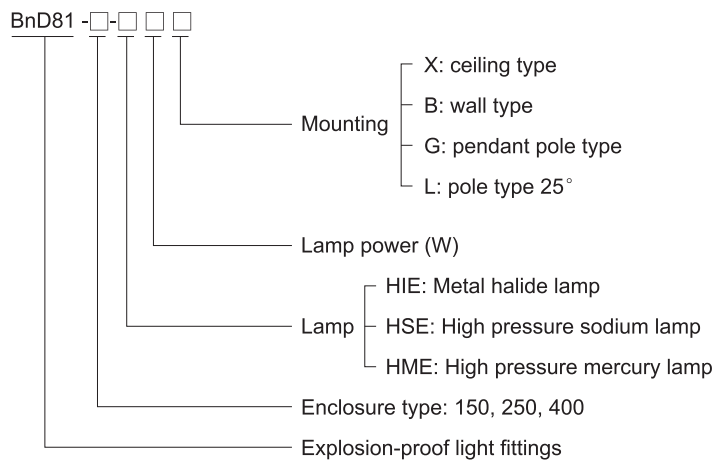 BnD81 -□-□ □ □
X: ceiling type
B: wall type
Mounting
G: pendant pole type
L: pole type 25°
Lamp power (W)
HIE: Metal halide lamp
Lamp
HSE: High pressure sodium lamp
HME: High pressure mercury lamp
Enclosure type: 150, 250, 400
Explosion-proof light fittings